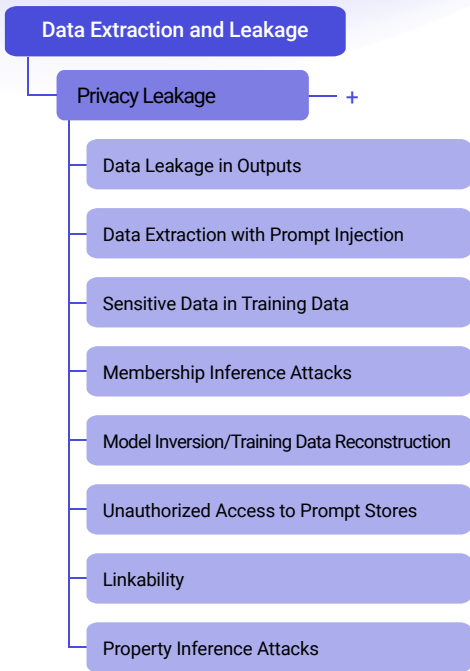 Data Extraction and Leakage
Privacy Leakage
+
Data Leakage in Outputs
Data Extraction with Prompt Injection
Sensitive Data in Training Data
Membership Inference Attacks
Model Inversion/Training Data Reconstruction
Unauthorized Access to Prompt Stores
Linkability
Property Inference Attacks